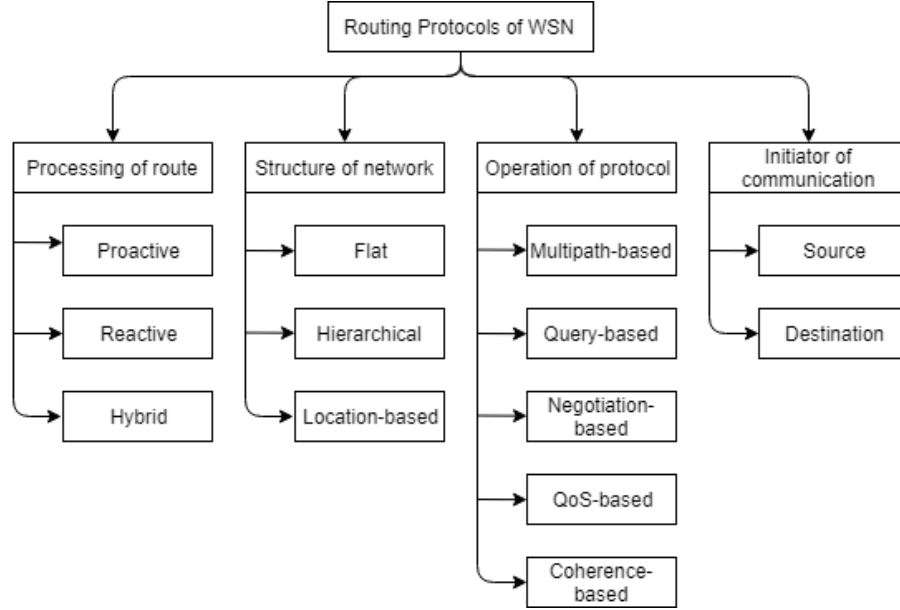 Routing Protocols of WSN
Processing of route
Proactive
Reactive
Hybrid
Structure of network
Flat
Hierarchical
Location-based
Operation of protocol
Multipath-based
Query-based
Negotiation-
based
QoS-based
Coherence-
based
Initiator of
communication
Source
Destination